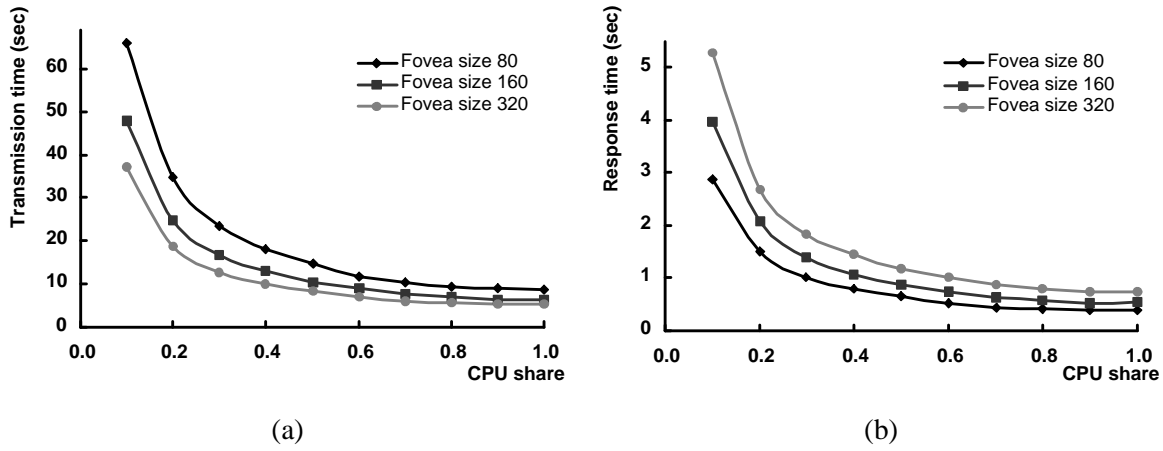 Transmission time (sec)
60
50
40
30
20
10
0
0.0 0.2 0.4 0.6 0.8 1.0
CPU share
Fovea size 80
Fovea size 160
Fovea size 320
(a)
Response time (sec)
5
4
3
2
1
0
0.0 0.2 0.4 0.6 0.8 1.0
CPU share
Fovea size 80
Fovea size 160
Fovea size 320
(b)